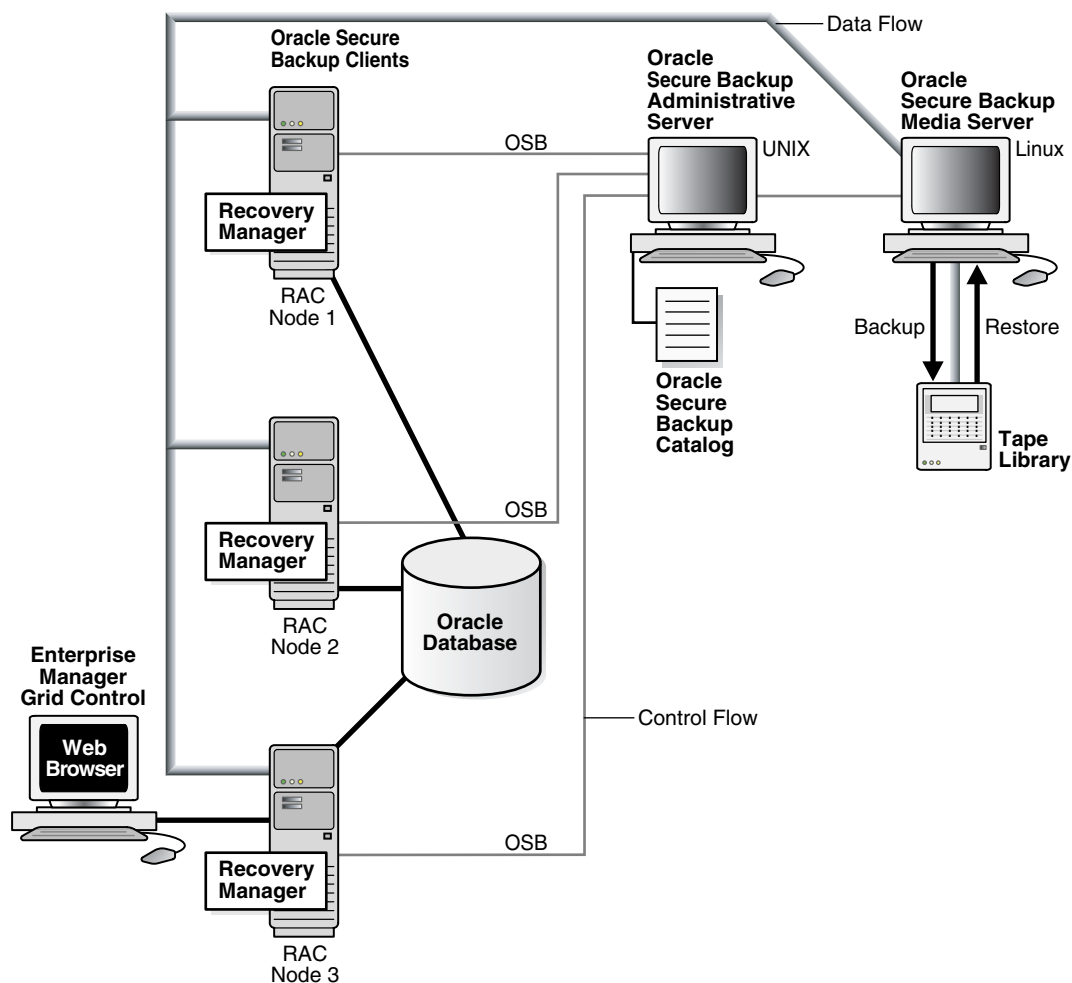 Data Flow
Oracle Secure
Backup Clients
Oracle
Secure Backup
Administrative
Server
Oracle
Secure Backup
Media Server
OSB
UNIX
Linux
Recovery
Manager
RAC
Node 1
Backup
Restore
Oracle
Secure
Backup
Catalog
Tape
Library
OSB
Recovery
Manager
RAC
Node 2
Oracle
Database
Enterprise
Manager
Grid Control
Web
Browser
Control Flow
OSB
Recovery
Manager
RAC
Node 3